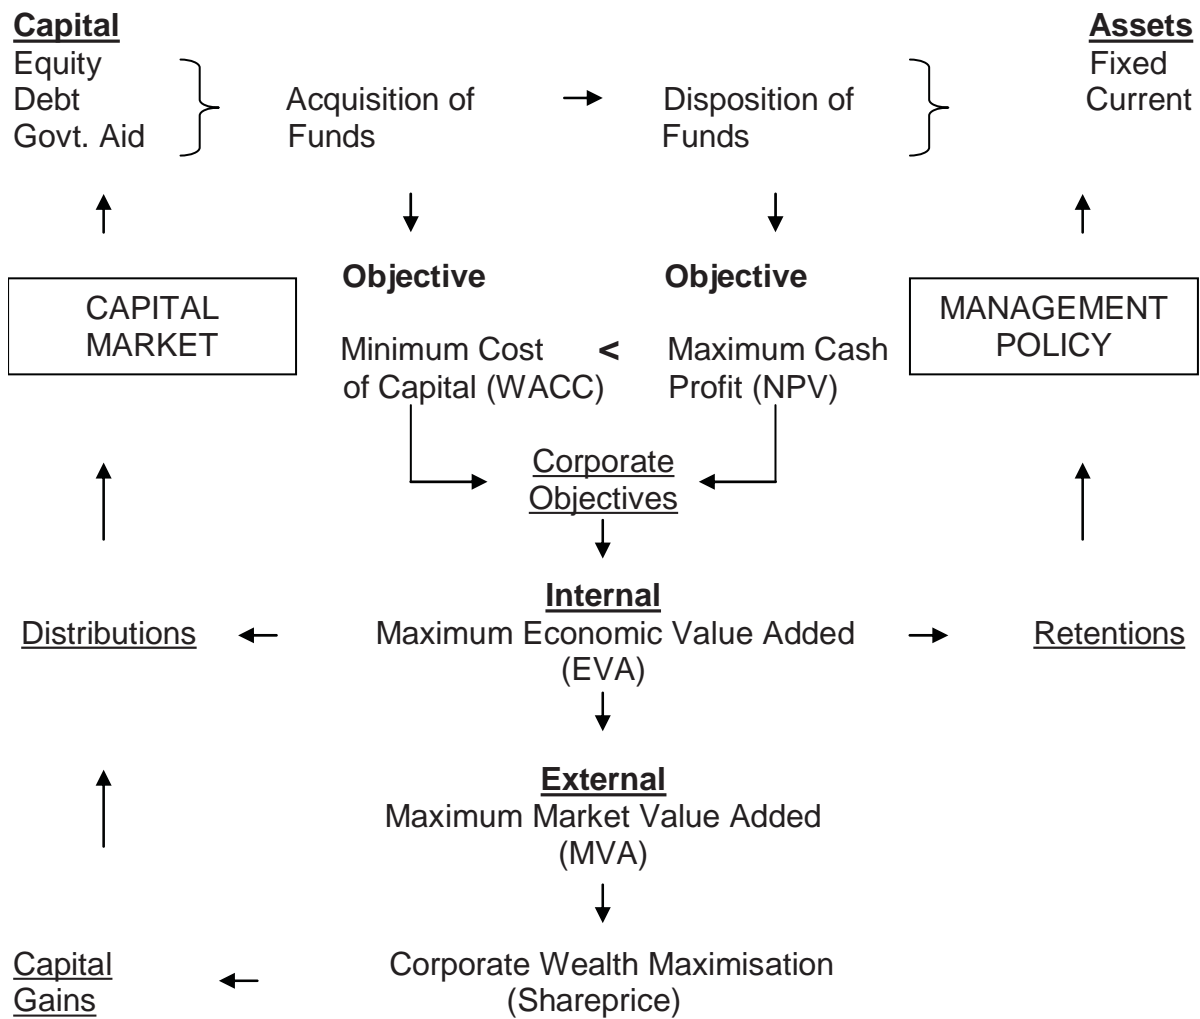 Capital
Equity
Debt
Govt. Aid
Acquisition of
Funds
Disposition of
Funds
Assets
Fixed
Current
CAPITAL
MARKET
Objective
Minimum Cost
of Capital (WACC)
<
Objective
Maximum Cash
Profit (NPV)
MANAGEMENT
POLICY
Corporate
Objectives
Distributions
Internal
Maximum Economic Value Added
(EVA)
Retentions
External
Maximum Market Value Added
(MVA)
Capital
Gains
Corporate Wealth Maximisation
(Shareprice)